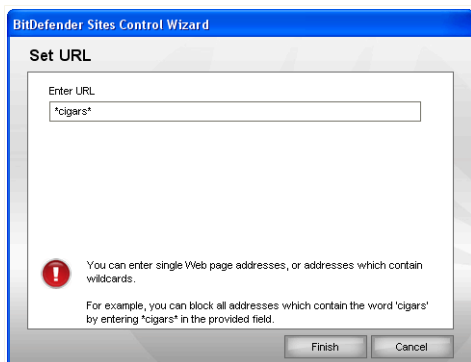 BitDefender Sites Control Wizard
Set URL
Enter URL
*cigars*
You can enter single Web page addresses, or addresses which contain
wildcards.
For example, you can block all addresses which contain the word 'cigars'
by entering *cigars* in the provided field.
Finish Cancel